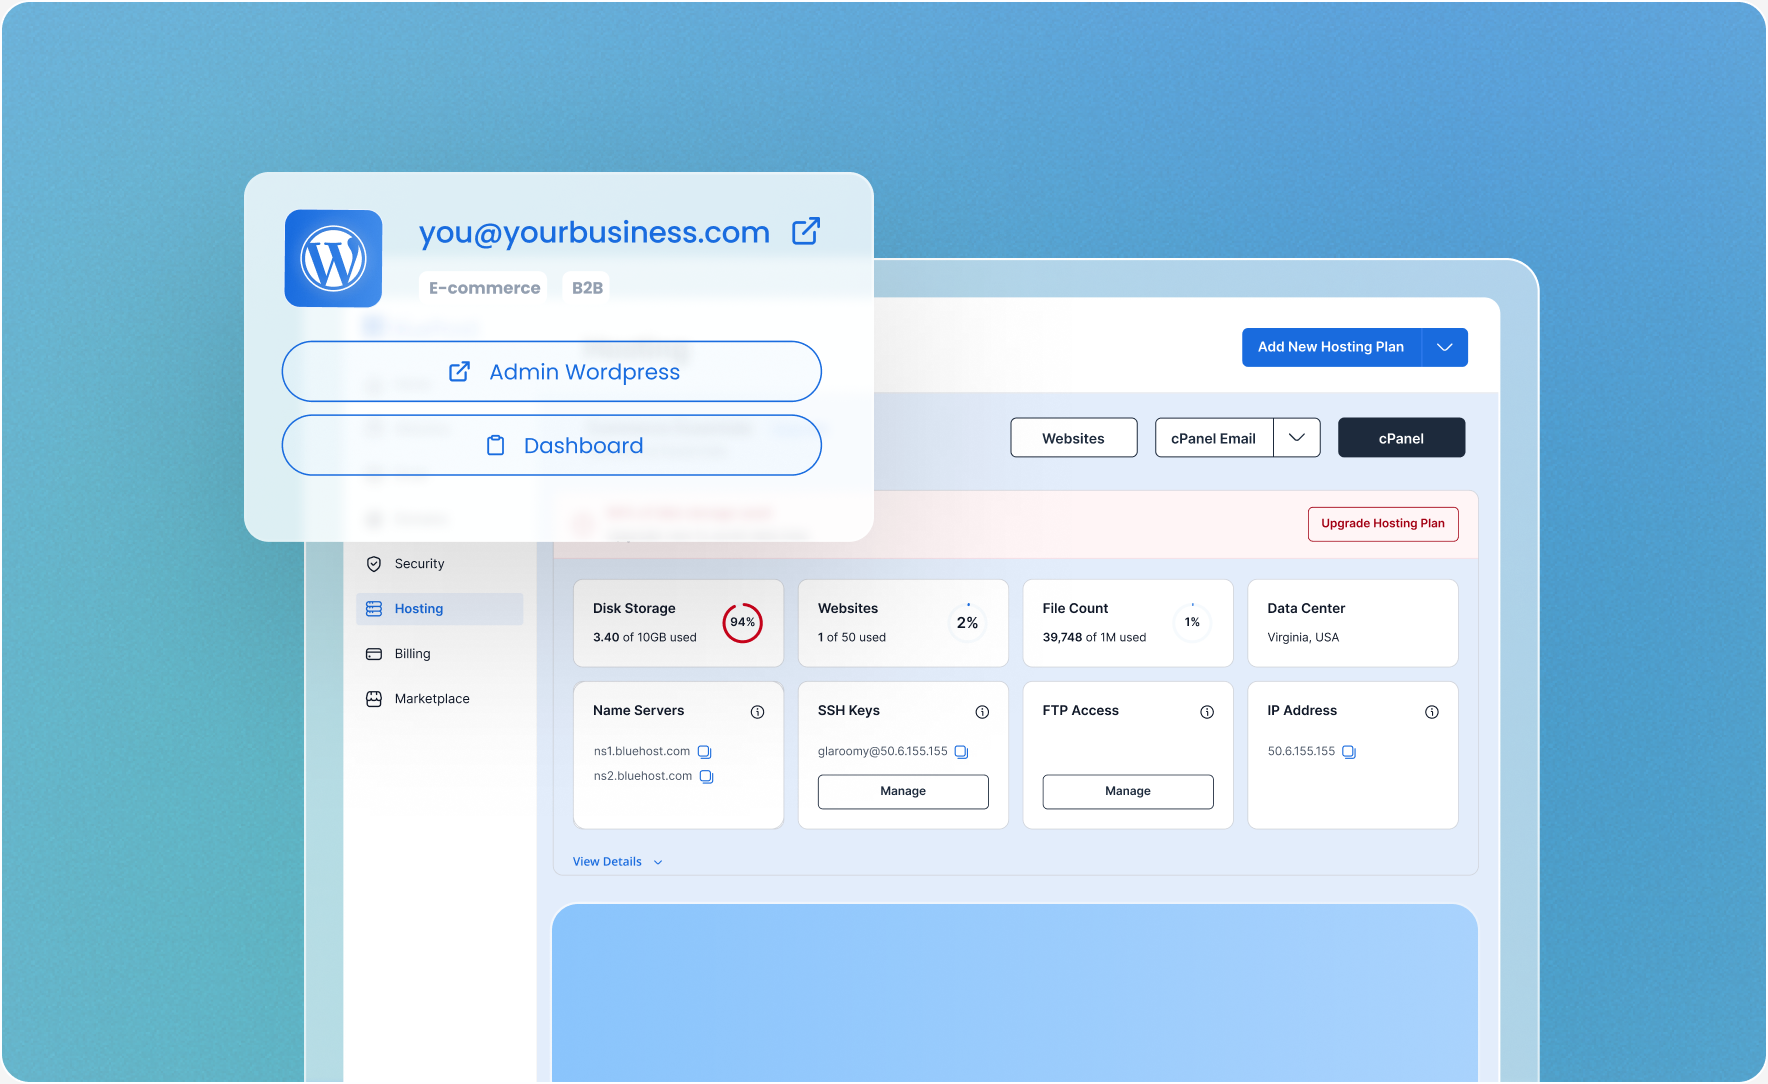 you@yourbusiness.com
E-commerce B2B
Admin Wordpress
Dashboard
Add New Hosting Plan
Websites
cPanel Email
cPanel
Upgrade Hosting Plan
Security
Hosting
Billing
Marketplace
Disk Storage
3.40 of 10GB used
94%
Websites
1 of 50 used
2%
File Count
39,748 of 1M used
1%
Data Center
Virginia, USA
Name Servers
ns1.bluehost.com
ns2.bluehost.com
SSH Keys
glaroomy@50.6.155.155
Manage
FTP Access
Manage
IP Address
50.6.155.155
View Details